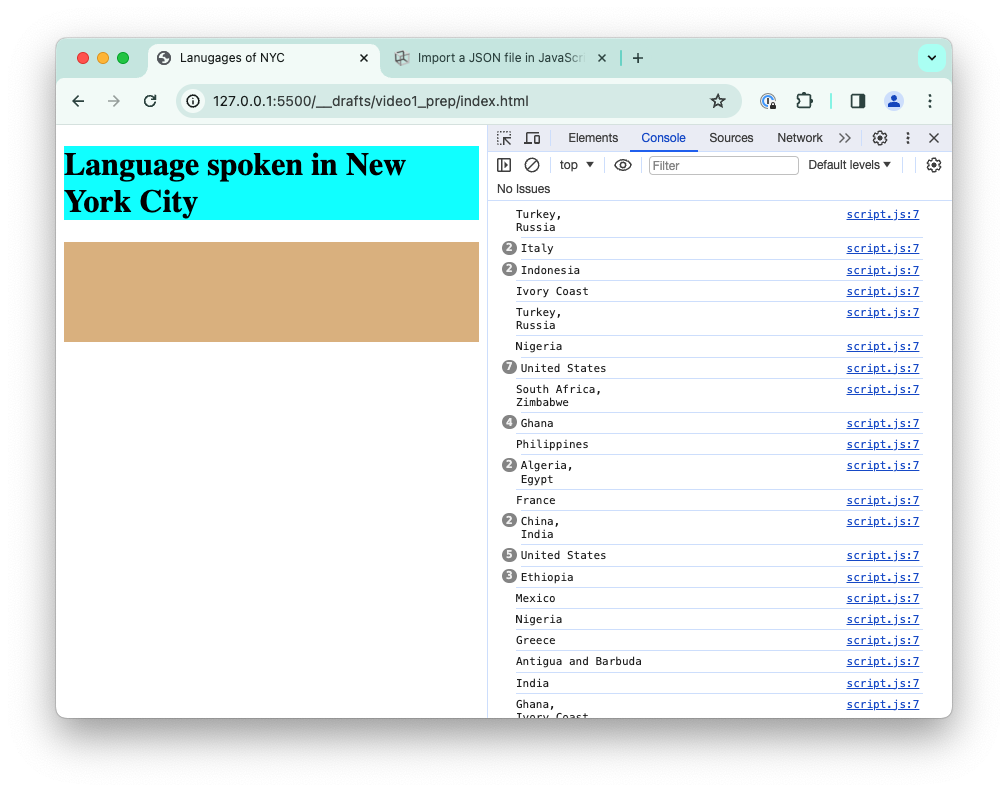 Lanugages of NYC
Import a JSON file in JavaScri
127.0.0.1:5500/__drafts/video1_prep/index.html
Language spoken in New
York City
Elements Console Sources Network
top Filter Default levels
No Issues
Turkey, script.js:7
Russia
2 Italy script.js:7
2 Indonesia script.js:7
Ivory Coast script.js:7
Turkey, script.js:7
Russia
Nigeria script.js:7
7 United States script.js:7
South Africa, script.js:7
Zimbabwe
4 Ghana script.js:7
Philippines script.js:7
2 Algeria, script.js:7
Egypt
France script.js:7
2 China, script.js:7
India
5 United States script.js:7
3 Ethiopia script.js:7
Mexico script.js:7
Nigeria script.js:7
Greece script.js:7
Antigua and Barbuda script.js:7
India script.js:7
Ghana, script.js:7
Ivory Coast